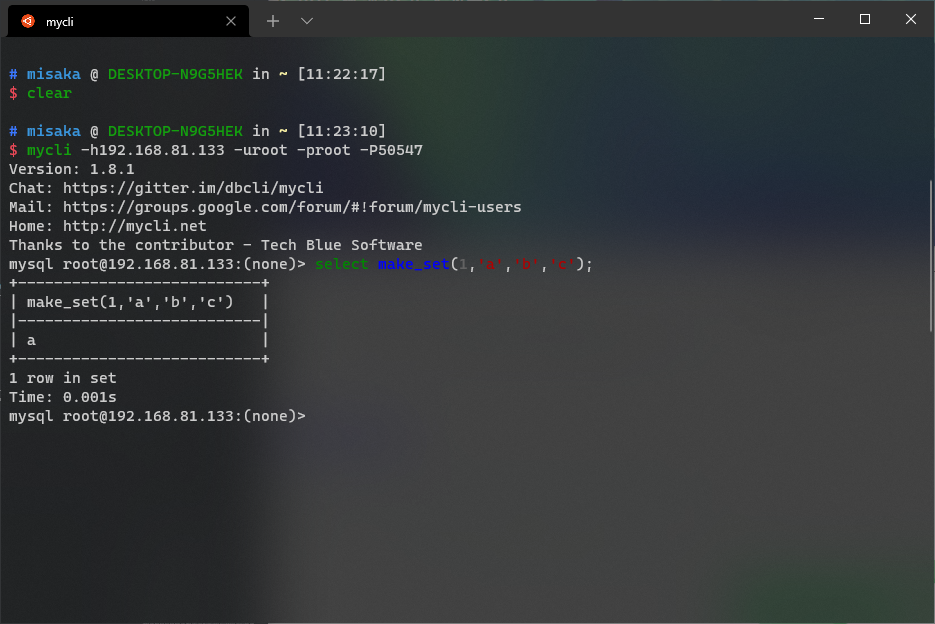 mycli
# misaka @ DESKTOP-N9G5HEK in ~ [11:22:17]
$ clear
# misaka @ DESKTOP-N9G5HEK in ~ [11:23:10]
$ mycli -h192.168.81.133 -uroot -proot -P50547
Version: 1.8.1
Chat: https://gitter.im/dbcli/mycli
Mail: https://groups.google.com/forum/#!forum/mycli-users
Home: http://mycli.net
Thanks to the contributor - Tech Blue Software
mysql root@192.168.81.133:(none)> select make_set(1,'a','b','c');
+---------------------------+
| make_set(1,'a','b','c')   |
|---------------------------|
| a                         |
+---------------------------+
1 row in set
Time: 0.001s
mysql root@192.168.81.133:(none)>